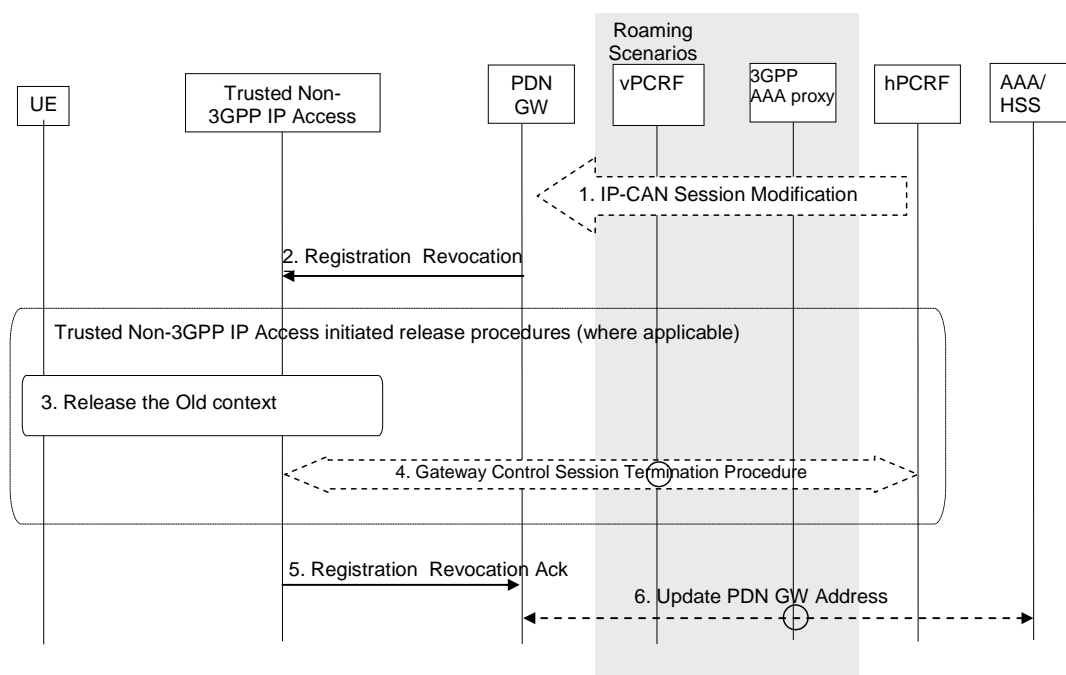 Roaming
Scenarios
UE
Trusted Non-
3GPP IP Access
PDN
GW
vPCRF
3GPP
AAA proxy
hPCRF
AAA/
HSS
1. IP-CAN Session Modification
2. Registration Revocation
Trusted Non-3GPP IP Access initiated release procedures (where applicable)
3. Release the Old context
4. Gateway Control Session Termination Procedure
5. Registration Revocation Ack
6. Update PDN GW Address